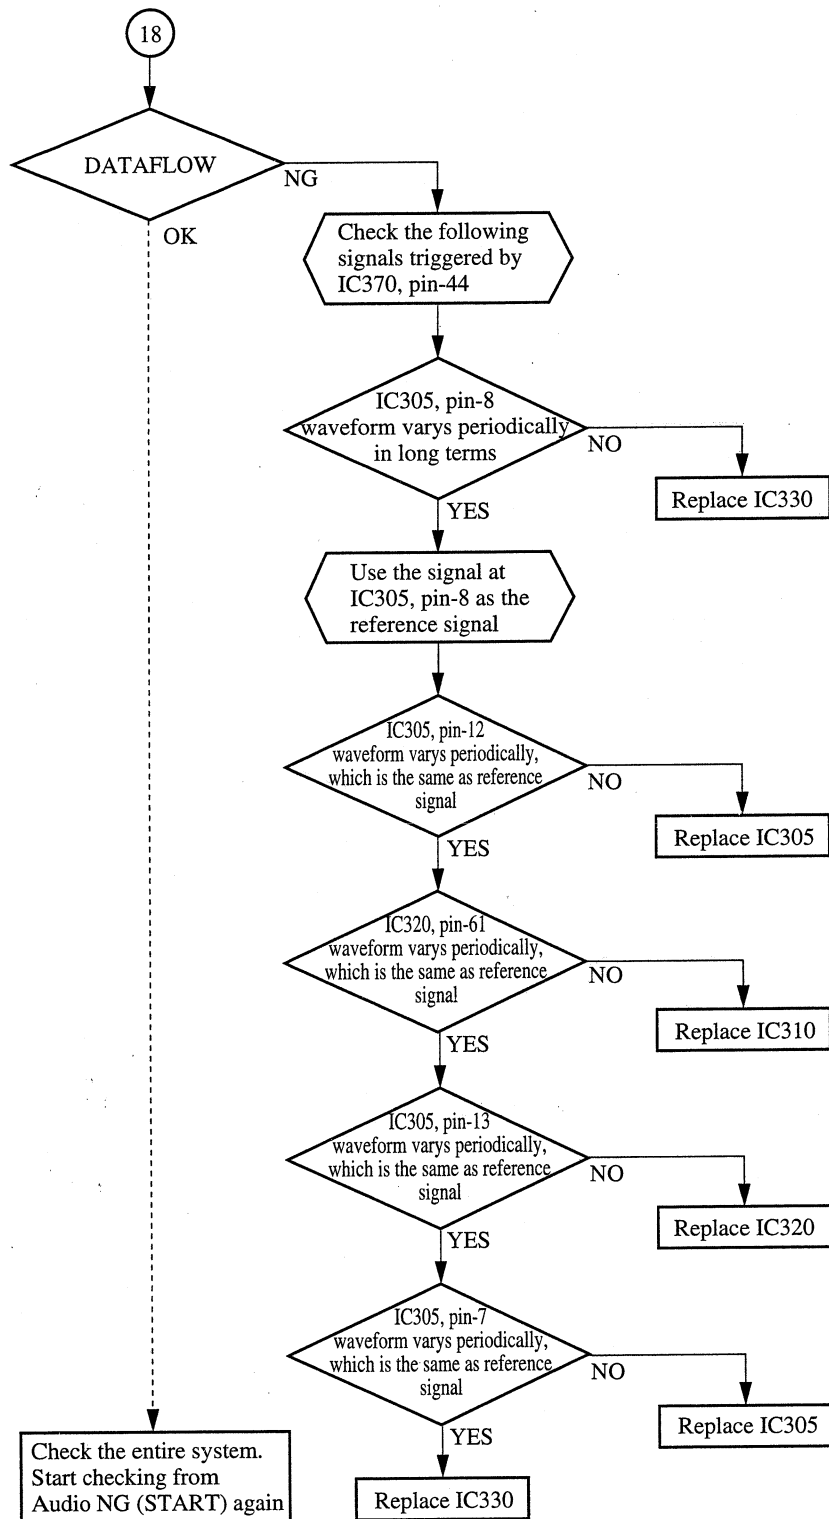 18
DATAFLOW
NG
OK
Check the following
signals triggered by
IC370, pin-44
IC305, pin-8
waveform varys periodically
in long terms
NO
Replace IC330
YES
Use the signal at
IC305, pin-8 as the
reference signal
IC305, pin-12
waveform varys periodically,
which is the same as reference
signal
NO
Replace IC305
YES
IC320, pin-61
waveform varys periodically,
which is the same as reference
signal
NO
Replace IC310
YES
IC305, pin-13
waveform varys periodically,
which is the same as reference
signal
NO
Replace IC320
YES
IC305, pin-7
waveform varys periodically,
which is the same as reference
signal
NO
Replace IC305
YES
Replace IC330
Check the entire system.
Start checking from
Audio NG (START) again